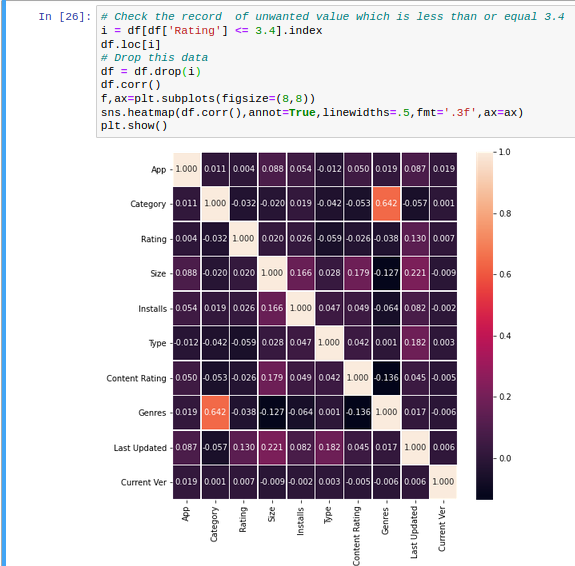 In [26]:
# Check the record  of unwanted value which is less than or equal 3.4
i = df[df['Rating'] <= 3.4].index
df.loc[i]
# Drop this data
df = df.drop(i)
df.corr()
f,ax=plt.subplots(figsize=(8,8))
sns.heatmap(df.corr(),annot=True,linewidths=.5,fmt='.3f',ax=ax)
plt.show()
App 1.000 0.011 0.004 0.088 0.054 -0.012 0.050 0.019 0.087 0.019
Category 0.011 1.000 -0.032 -0.020 0.019 -0.042 -0.053 0.642 -0.057 0.001
Rating 0.004 -0.032 1.000 0.020 0.026 -0.059 -0.026 -0.038 0.130 0.007
Size 0.088 -0.020 0.020 1.000 0.166 0.028 0.179 -0.127 0.221 -0.009
Installs 0.054 0.019 0.026 0.166 1.000 0.047 0.049 -0.064 0.082 -0.002
Type -0.012 -0.042 -0.059 0.028 0.047 1.000 0.042 0.001 0.182 0.003
Content Rating 0.050 -0.053 -0.026 0.179 0.049 0.042 1.000 -0.136 0.045 -0.005
Genres 0.019 0.642 -0.038 -0.127 -0.064 0.001 -0.136 1.000 0.017 -0.006
Last Updated 0.087 -0.057 0.130 0.221 0.082 0.182 0.045 0.017 1.000 0.006
Current Ver 0.019 0.001 0.007 -0.009 -0.002 0.003 -0.005 -0.006 0.006 1.000
App
Category
Rating
Size
Installs
Type
Content Rating
Genres
Last Updated
Current Ver
1.0
0.8
0.6
0.4
0.2
0.0